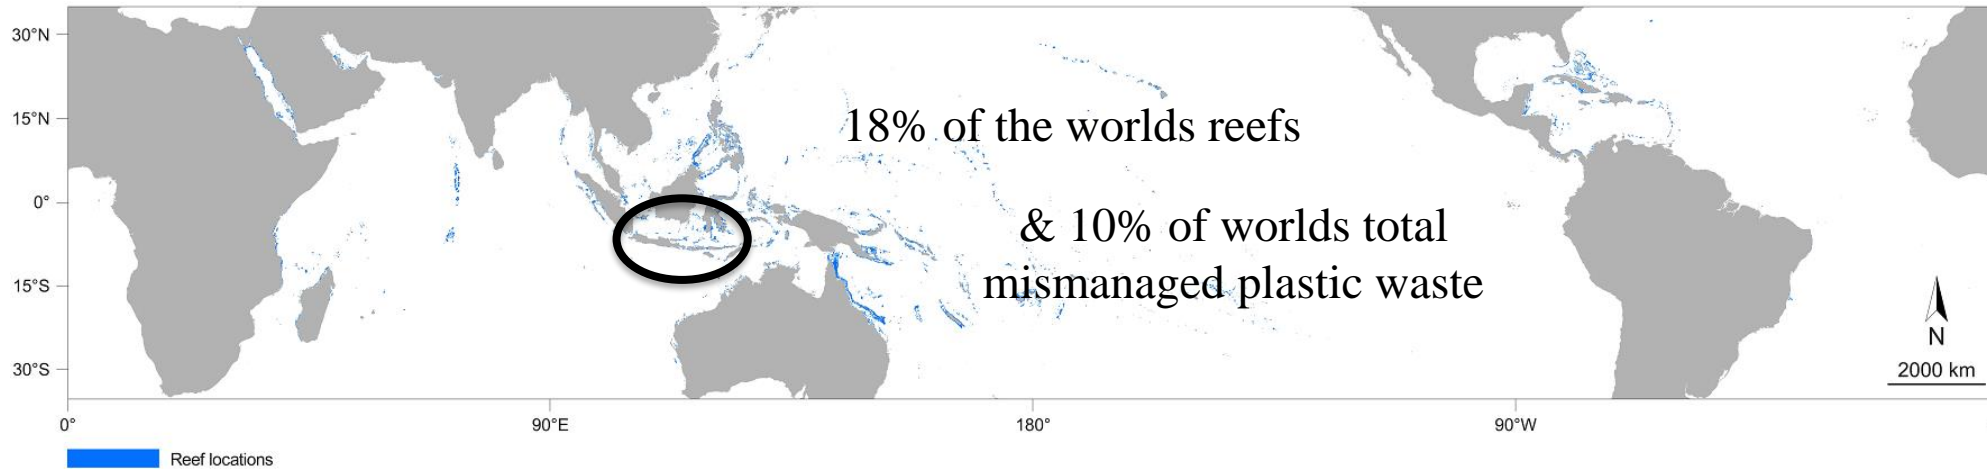 30°N
15°N
0°
15°S
30°S
18% of the worlds reefs
& 10% of worlds total
mismanaged plastic waste
N
2000 km
0°
90°E
180°
90°W
Reef locations